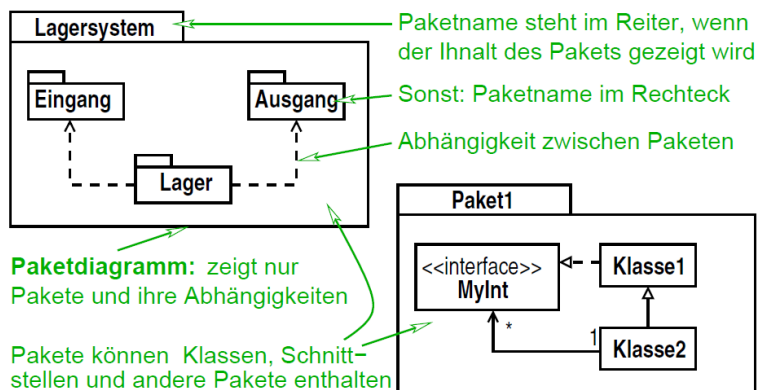 Lagersystem
Paketname steht im Reiter, wenn
der Ihnalt des Pakets gezeigt wird
Eingang
Ausgang
Sonst: Paketname im Rechteck
Abhängigkeit zwischen Paketen
Lager
Paket1
Paketdiagramm: zeigt nur
Pakete und ihre Abhängigkeiten
<<interface>>
MyInt
Klasse1
*
1
Klasse2
Pakete können Klassen, Schnitt−
stellen und andere Pakete enthalten